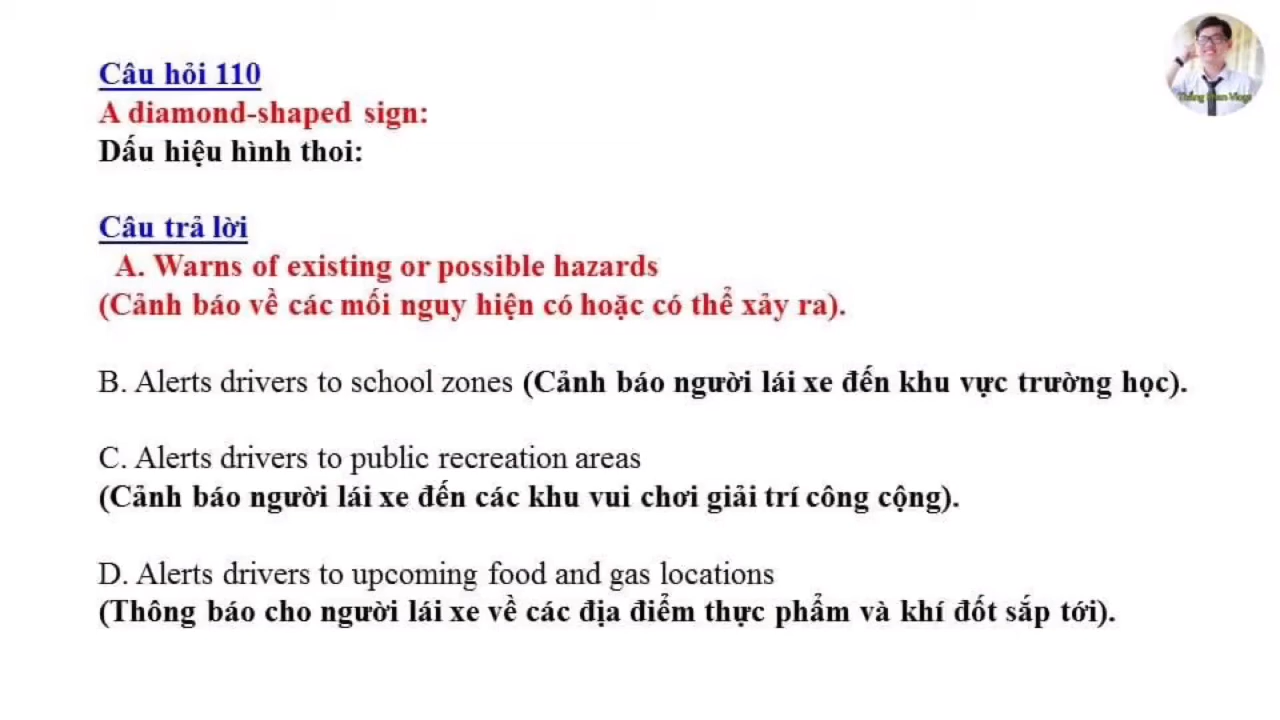 Câu hỏi 110
A diamond-shaped sign:
Dấu hiệu hình thoi:
Câu trả lời
A. Warns of existing or possible hazards
(Cảnh báo về các mối nguy hiện có hoặc có thể xảy ra).
B. Alerts drivers to school zones (Cảnh báo người lái xe đến khu vực trường học).
C. Alerts drivers to public recreation areas
(Cảnh báo người lái xe đến các khu vui chơi giải trí công cộng).
D. Alerts drivers to upcoming food and gas locations
(Thông báo cho người lái xe về các địa điểm thực phẩm và khí đốt sắp tới).